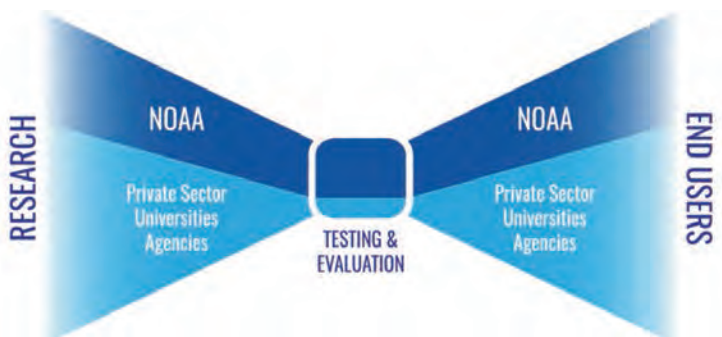 RESEARCH
NOAA
Private Sector
Universities
Agencies
TESTING &
EVALUATION
NOAA
Private Sector
Universities
Agencies
END USERS